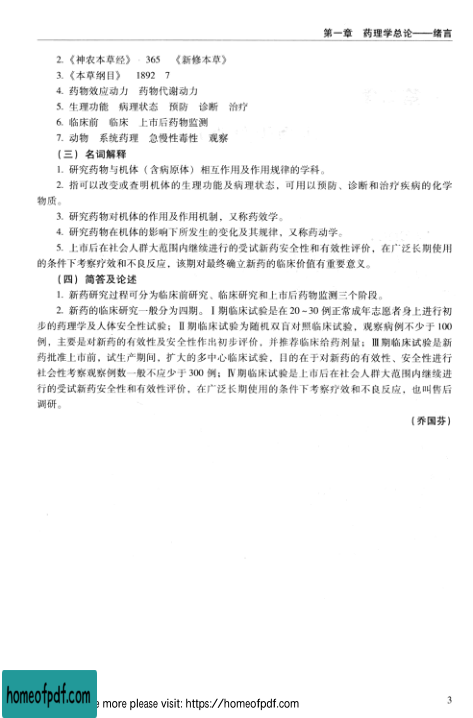 第一章　药理学总论——绪言
2.《神农本草经》 365 《新修本草》
3.《本草纲目》 1892 7
4. 药物效应动力　药物代谢动力
5. 生理功能　病理状态　预防　诊断　治疗
6. 临床前　临床　上市后药物监测
7. 动物　系统药理　急慢性毒性　观察
(三) 名词解释
1. 研究药物与机体（含病原体）相互作用及作用规律的学科。
2. 指可以改变或查明机体的生理功能及病理状态，可用以预防、诊断和治疗疾病的化学
物质。
3. 研究药物对机体的作用及作用机制，又称药效学。
4. 研究药物在机体的影响下所发生的变化及其规律，又称药动学。
5. 上市后在社会人群大范围内继续进行的受试新药安全性和有效性评价，在广泛长期使用
的条件下考察疗效和不良反应，该期对最终确立新药的临床价值有重要意义。
(四) 简答及论述
1. 新药研究过程可分为临床前研究、临床研究和上市后药物监测三个阶段。
2. 新药的临床研究一般分为四期。Ⅰ期临床试验是在 20～30 例正常成年志愿者身上进行初
步的药理学及人体安全性试验；Ⅱ期临床试验为随机双盲对照临床试验，观察病例不少于 100
例，主要是对新药的有效性及安全性作出初步评价，并推荐临床给药剂量；Ⅲ期临床试验是新
药批准上市前，试生产期间，扩大的多中心临床试验，目的在于对新药的有效性、安全性进行
社会性考察观察例数一般不应少于 300 例；Ⅳ期临床试验是上市后在社会人群大范围内继续进
行的受试新药安全性和有效性评价，在广泛长期使用的条件下考察疗效和不良反应，也叫售后
调研。
(乔国芬)
homeofpdf.com
e more please visit: https://homeofpdf.com
3